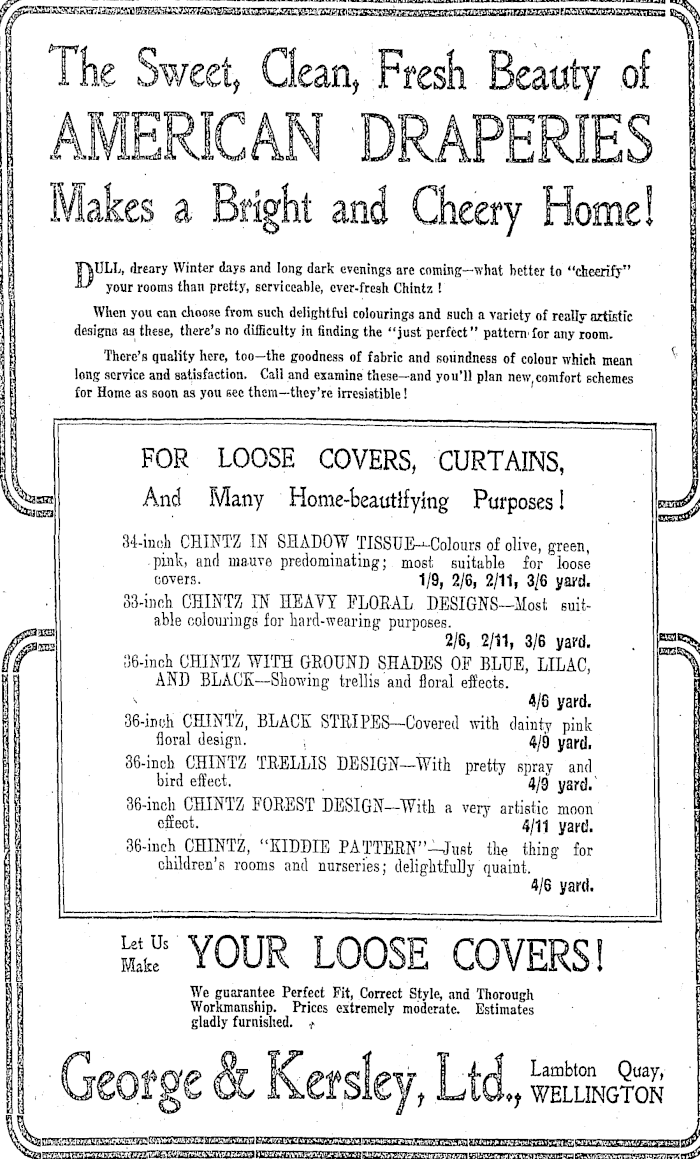 The Sweet, Clean, Fresh Beauty of
AMERICAN DRAPERIES
Makes a Bright and Cheery Home!
DULL, dreary Winter days and long dark evenings are coming—what better to "cheerify"
your rooms than pretty, serviceable, ever-fresh Chintz!
When you can choose from such delightful colourings and such a variety of really artistic
designs as these, there's no difficulty in finding the "just perfect" pattern for any room.
There's quality here, too—the goodness of fabric and soundness of colour which mean
long service and satisfaction. Call and examine these—and you'll plan new comfort schemes
for Home as soon as you see them—they're irresistible!
FOR LOOSE COVERS, CURTAINS,
And Many Home-beautifying Purposes!
34-inch CHINTZ IN SHADOW TISSUE—Colours of olive, green,
pink, and mauve predominating; most suitable for loose
covers. 1/9, 2/6, 2/11, 3/6 yard.
33-inch CHINTZ IN HEAVY FLORAL DESIGNS—Most suit-
able colourings for hard-wearing purposes.
2/6, 2/11, 3/6 yard.
36-inch CHINTZ WITH GROUND SHADES OF BLUE, LILAC,
AND BLACK—Showing trellis and floral effects.
4/6 yard.
36-inch CHINTZ, BLACK STRIPES—Covered with dainty pink
floral design. 4/9 yard.
36-inch CHINTZ TRELLIS DESIGN—With pretty spray and
bird effect. 4/9 yard.
36-inch CHINTZ FOREST DESIGN—With a very artistic moon
effect. 4/11 yard.
36-inch CHINTZ, "KIDDIE PATTERN"—Just the thing for
children's rooms and nurseries; delightfully quaint.
4/6 yard.
Let Us
Make YOUR LOOSE COVERS!
We guarantee Perfect Fit, Correct Style, and Thorough
Workmanship. Prices extremely moderate. Estimates
gladly furnished.
George & Kersley, Ltd., Lambton Quay,
WELLINGTON